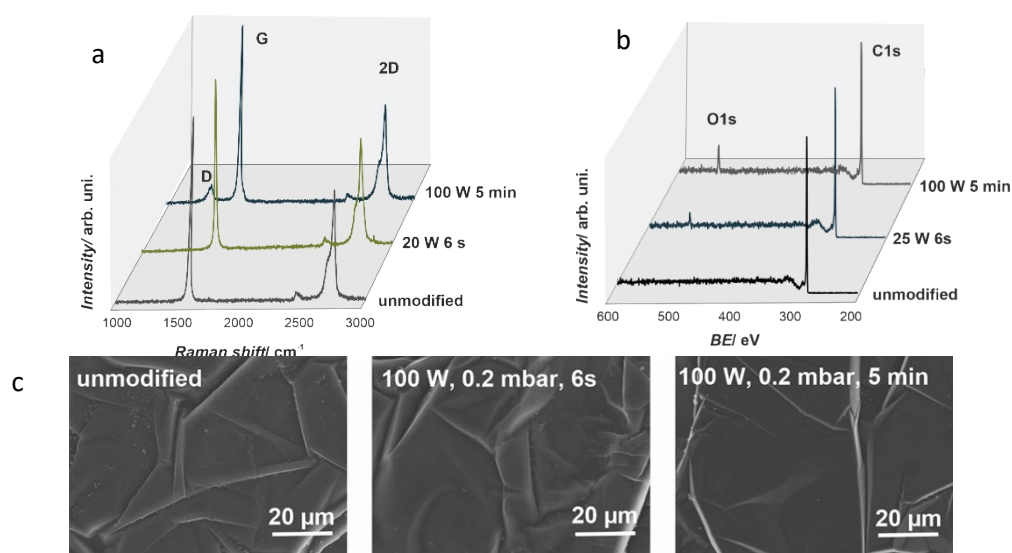 a
G
2D
D
100 W 5 min
20 W 6 s
unmodified
Intensity/ arb. uni.
1000 1500 2000 2500 3000
Raman shift/ cm-1
b
C1s
O1s
100 W 5 min
25 W 6s
unmodified
Intensity/ arb. uni.
600 500 400 300 200
BE/ eV
c
unmodified
20 µm
100 W, 0.2 mbar, 6s
20 µm
100 W, 0.2 mbar, 5 min
20 µm